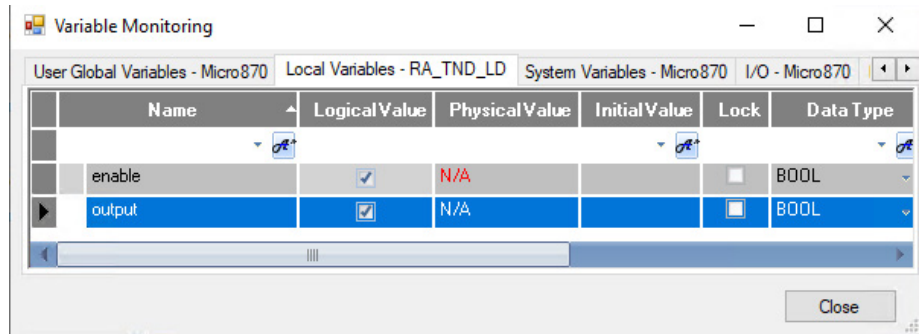 Variable Monitoring
User Global Variables - Micro870 Local Variables - RA_TND_LD System Variables - Micro870 I/O - Micro870
Name Logical Value Physical Value Initial Value Lock Data Type
enable N/A BOOL
output N/A BOOL
Close